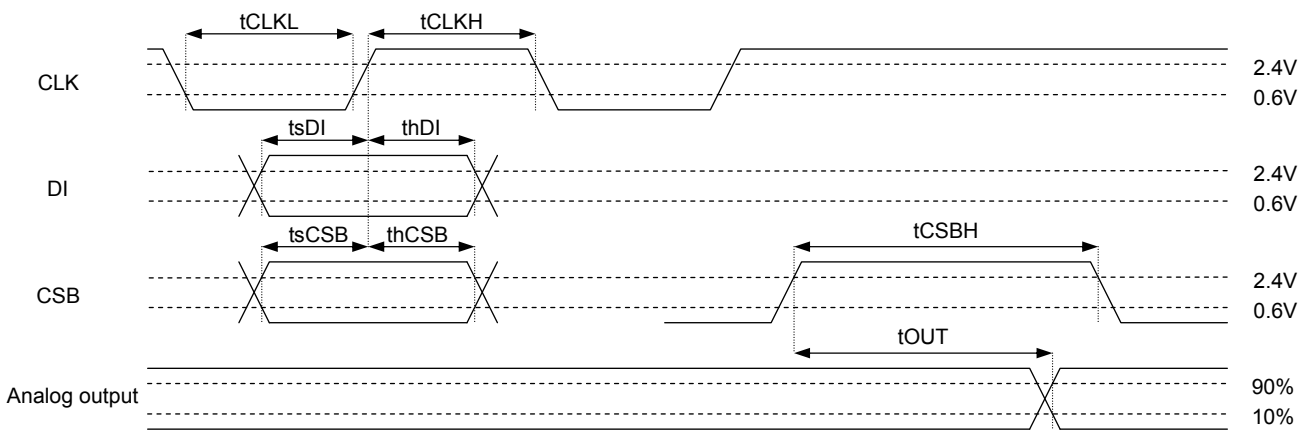 tCLKL tCLKH
CLK
2.4V
0.6V
tsDI thDI
DI
2.4V
0.6V
tsCSB thCSB
tCSBH
CSB
2.4V
0.6V
tOUT
Analog output
90%
10%